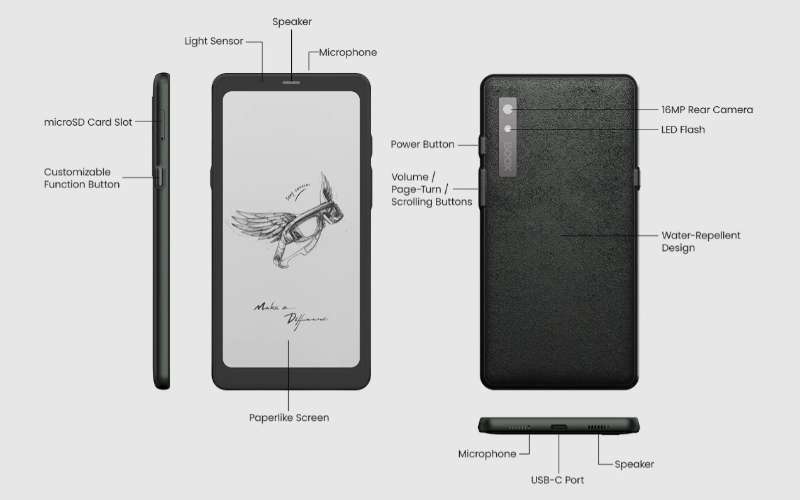 Speaker
Light Sensor
Microphone
microSD Card Slot
Customizable
Function Button
16MP Rear Camera
LED Flash
Power Button
Volume /
Page-Turn /
Scrolling Buttons
BOOX
Water-Repellent
Design
Make a
Difference
Paperlike Screen
Microphone
USB-C Port
Speaker